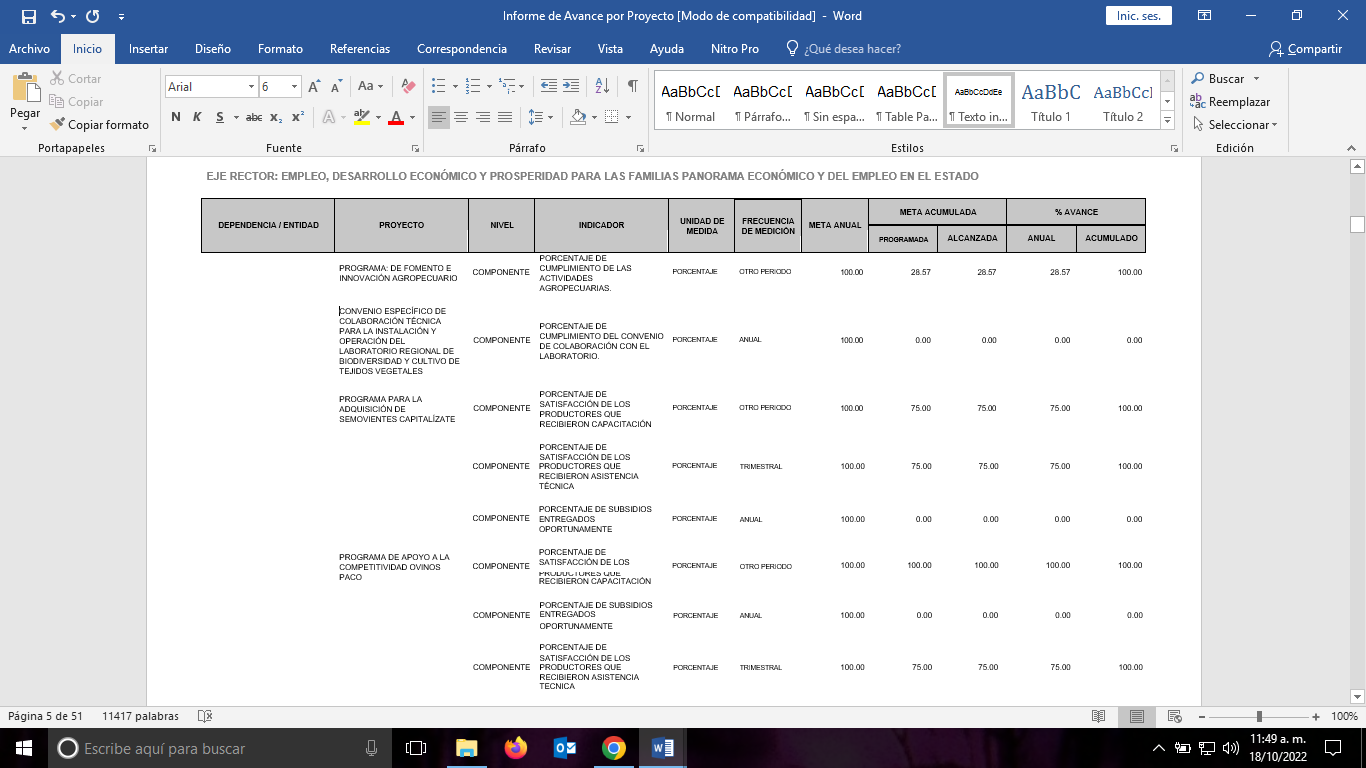 Informe de Avance por Proyecto [Modo de compatibilidad] - Word
Inic. ses.
Archivo Inicio Insertar Diseño Formato Referencias Correspondencia Revisar Vista Ayuda Nitro Pro ¿Qué desea hacer? Compartir
Pegar
Cortar
Copiar
Copiar formato
Portapapeles
Arial 6
Aa
N K S abc x₂ x² A A
Fuente
Párrafo
AaBbCcD AaBbCcD AaBbCcD AaBbCcD AaBbCcDdEe AaBbC AaBbCcD
¶ Normal ¶ Párrafo... ¶ Sin espa... ¶ Table Pa... ¶ Texto in... Título 1 Título 2
Estilos
Buscar
Reemplazar
Seleccionar
Edición
EJE RECTOR: EMPLEO, DESARROLLO ECONÓMICO Y PROSPERIDAD PARA LAS FAMILIAS PANORAMA ECONÓMICO Y DEL EMPLEO EN EL ESTADO
DEPENDENCIA / ENTIDAD PROYECTO NIVEL INDICADOR UNIDAD DE MEDIDA FRECUENCIA DE MEDICIÓN META ANUAL META ACUMULADA % AVANCE
PROGRAMADA ALCANZADA ANUAL ACUMULADO
PROGRAMA: DE FOMENTO E
INNOVACIÓN AGROPECUARIO
COMPONENTE
PORCENTAJE DE
CUMPLIMIENTO DE LAS
ACTIVIDADES
AGROPECUARIAS.
PORCENTAJE OTRO PERIODO 100.00 28.57 28.57 28.57 100.00
CONVENIO ESPECÍFICO DE
COLABORACIÓN TÉCNICA
PARA LA INSTALACIÓN Y
OPERACIÓN DEL
LABORATORIO REGIONAL DE
BIODIVERSIDAD Y CULTIVO DE
TEJIDOS VEGETALES
COMPONENTE
PORCENTAJE DE
CUMPLIMIENTO DEL CONVENIO
DE COLABORACIÓN CON EL
LABORATORIO.
PORCENTAJE ANUAL 100.00 0.00 0.00 0.00 0.00
PROGRAMA PARA LA
ADQUISICIÓN DE
SEMOVIENTES CAPITALÍZATE
COMPONENTE
PORCENTAJE DE
SATISFACCIÓN DE LOS
PRODUCTORES QUE
RECIBIERON CAPACITACIÓN
PORCENTAJE OTRO PERIODO 100.00 75.00 75.00 75.00 100.00
COMPONENTE
PORCENTAJE DE
SATISFACCIÓN DE LOS
PRODUCTORES QUE
RECIBIERON ASISTENCIA
TÉCNICA
PORCENTAJE TRIMESTRAL 100.00 75.00 75.00 75.00 100.00
COMPONENTE
PORCENTAJE DE SUBSIDIOS
ENTREGADOS
OPORTUNAMENTE
PORCENTAJE ANUAL 100.00 0.00 0.00 0.00 0.00
PROGRAMA DE APOYO A LA
COMPETITIVIDAD OVINOS
PACO
COMPONENTE
PORCENTAJE DE
SATISFACCIÓN DE LOS
PRODUCTORES QUE
RECIBIERON CAPACITACIÓN
PORCENTAJE OTRO PERIODO 100.00 100.00 100.00 100.00 100.00
COMPONENTE
PORCENTAJE DE SUBSIDIOS
ENTREGADOS
OPORTUNAMENTE
PORCENTAJE ANUAL 100.00 0.00 0.00 0.00 0.00
COMPONENTE
PORCENTAJE DE
SATISFACCIÓN DE LOS
PRODUCTORES QUE
RECIBIERON ASISTENCIA
TECNICA
PORCENTAJE TRIMESTRAL 100.00 75.00 75.00 75.00 100.00
Página 5 de 51 11417 palabras 100%
Escribe aquí para buscar
11:49 a. m.
18/10/2022